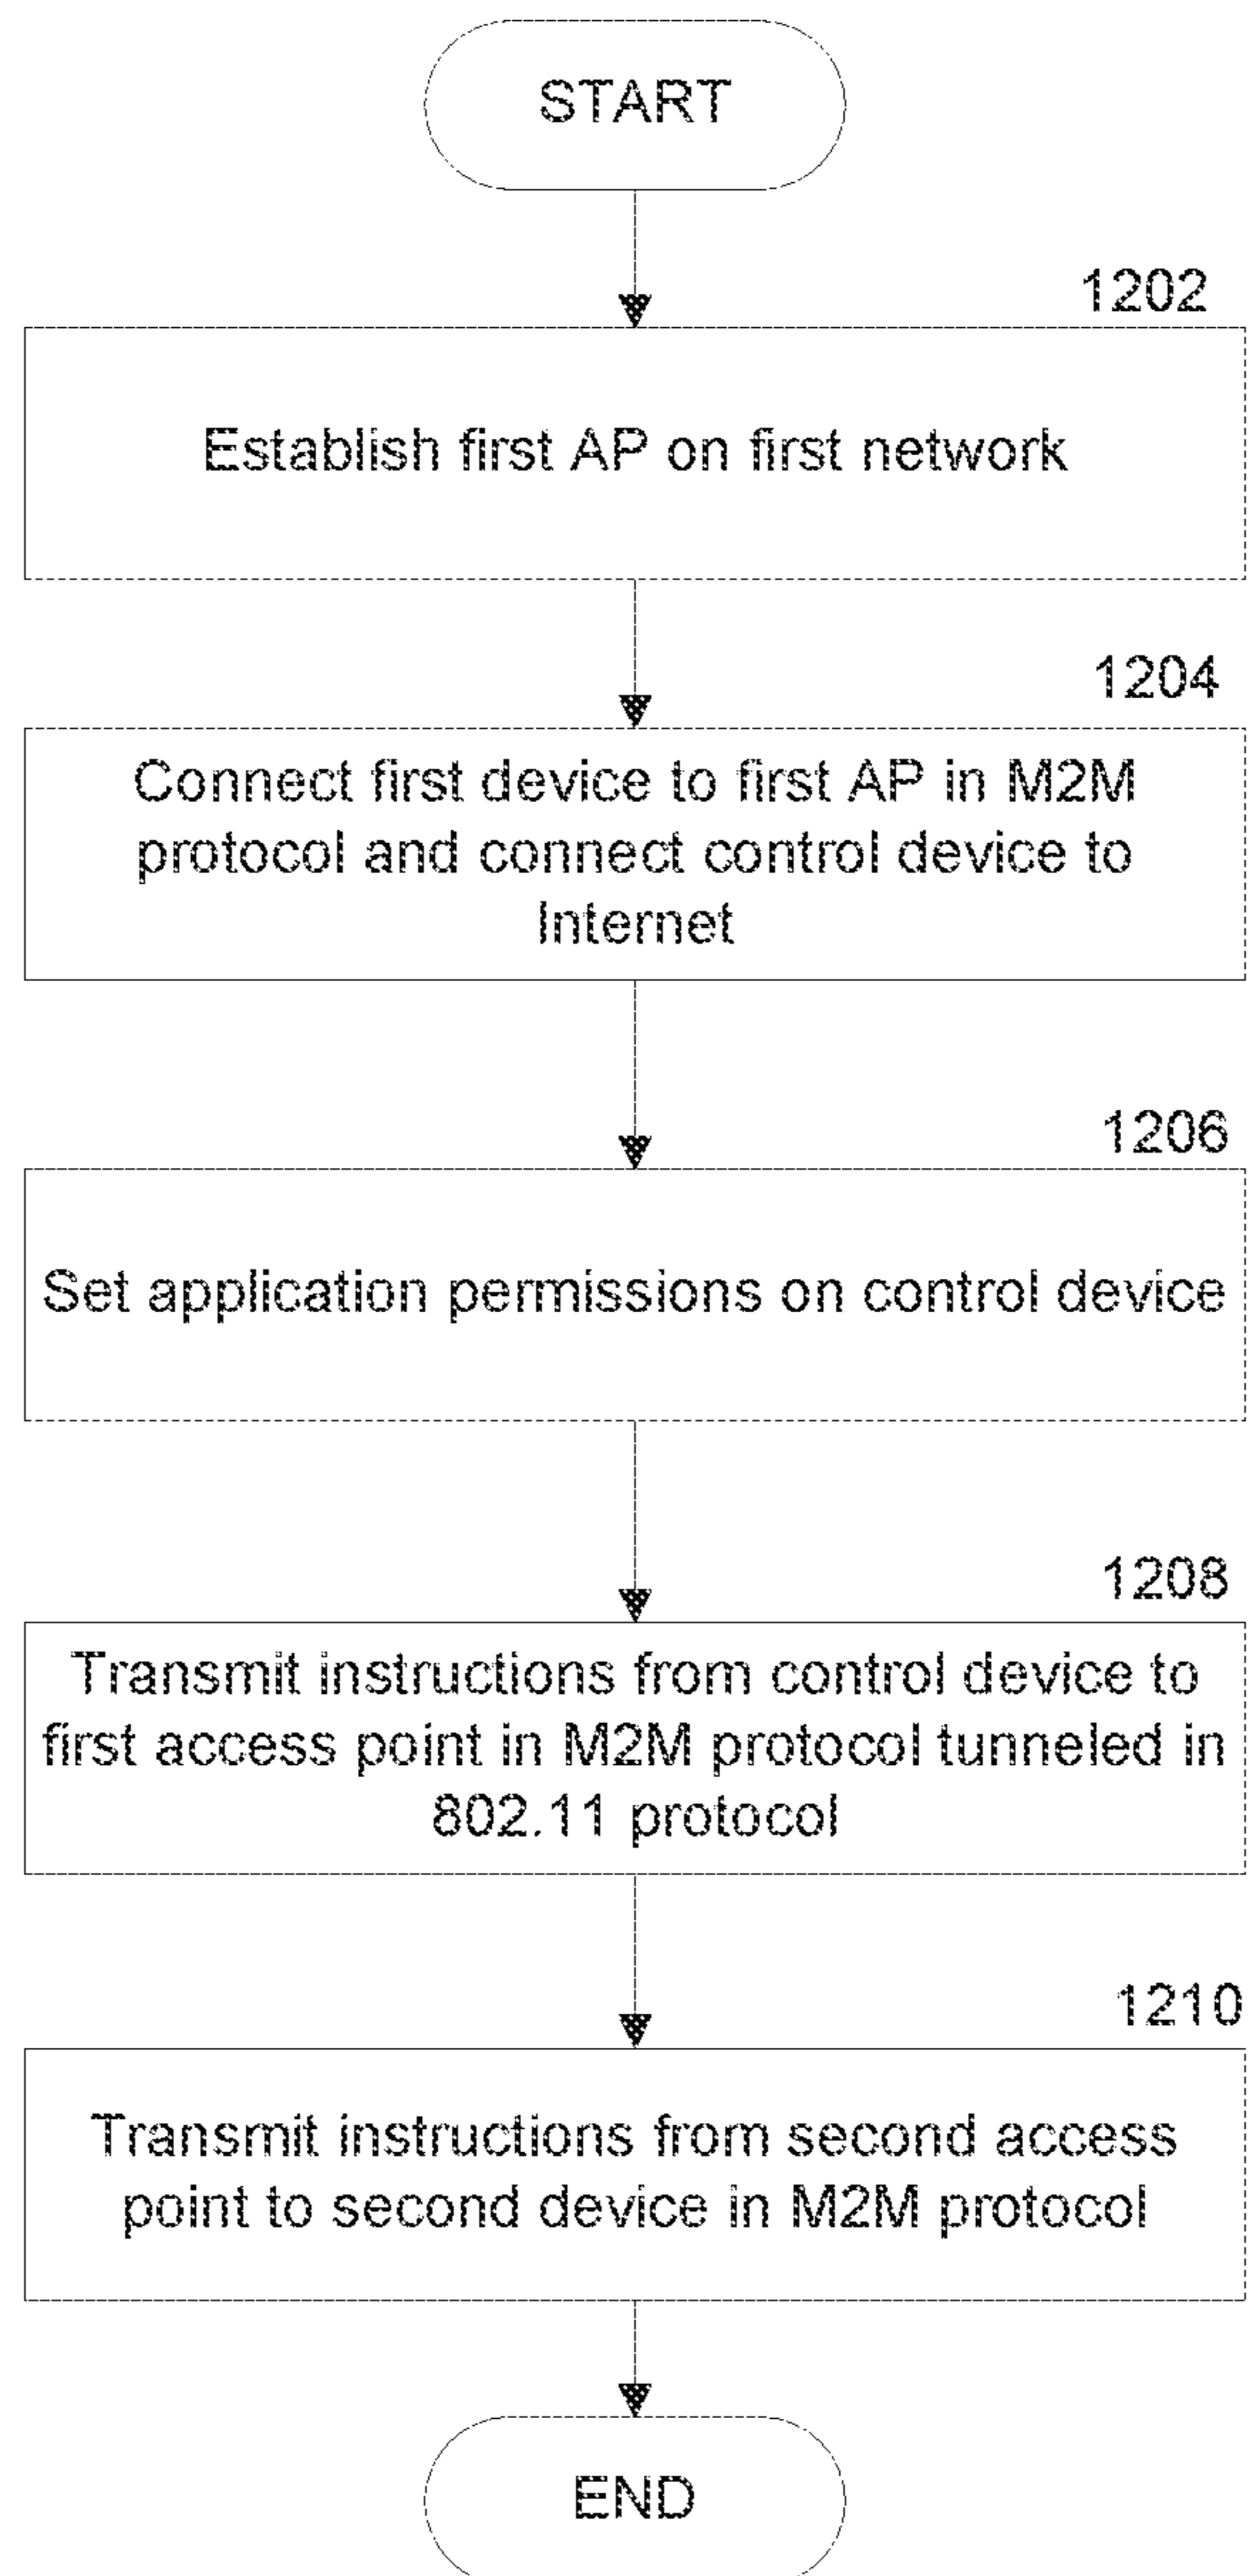 START
1202
Establish first AP on first network
1204
Connect first device to first AP in M2M
protocol and connect control device to
Internet
1206
Set application permissions on control device
1208
Transmit instructions from control device to
first access point in M2M protocol tunneled in
802.11 protocol
1210
Transmit instructions from second access
point to second device in M2M protocol
END